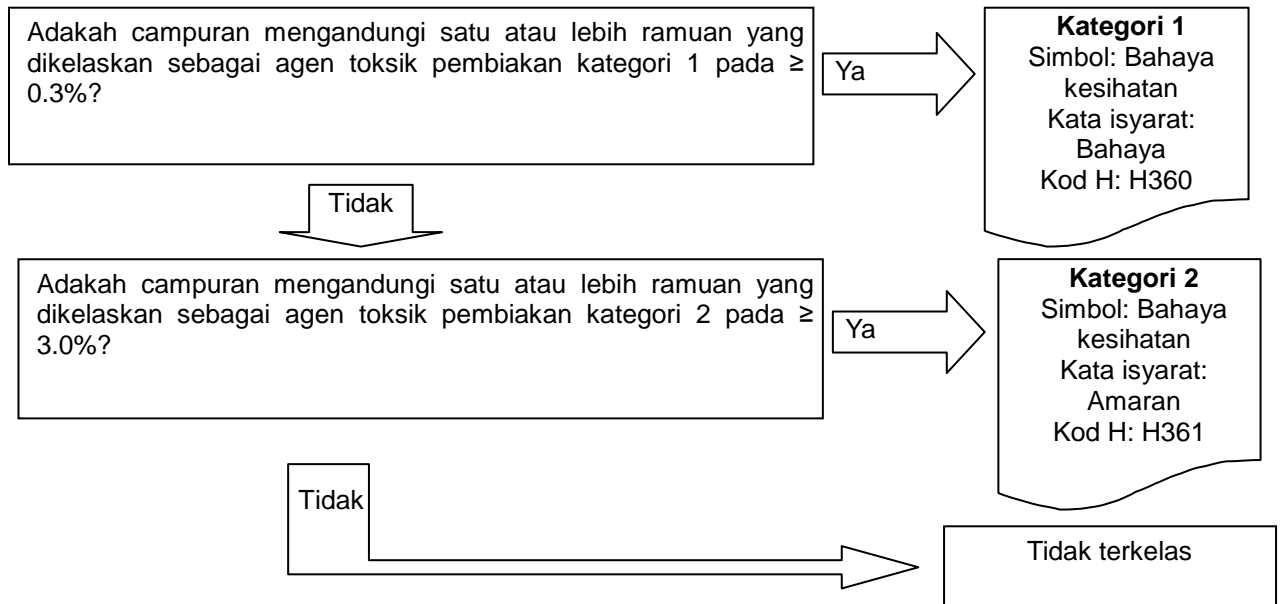 Adakah campuran mengandungi satu atau lebih ramuan yang
dikelaskan sebagai agen toksik pembiakan kategori 1 pada ≥
0.3%?
Ya
Kategori 1
Simbol: Bahaya
kesihatan
Kata isyarat:
Bahaya
Kod H: H360
Tidak
Adakah campuran mengandungi satu atau lebih ramuan yang
dikelaskan sebagai agen toksik pembiakan kategori 2 pada ≥
3.0%?
Ya
Kategori 2
Simbol: Bahaya
kesihatan
Kata isyarat:
Amaran
Kod H: H361
Tidak
Tidak terkelas